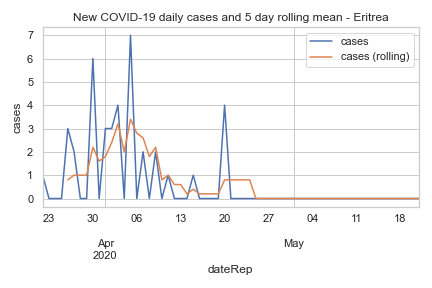 New COVID-19 daily cases and 5 day rolling mean - Eritrea
cases
cases (rolling)
7
6
5
4
3
2
1
0
cases
23 30 06 13 20 27 04 11 18
Apr May
2020
dateRep